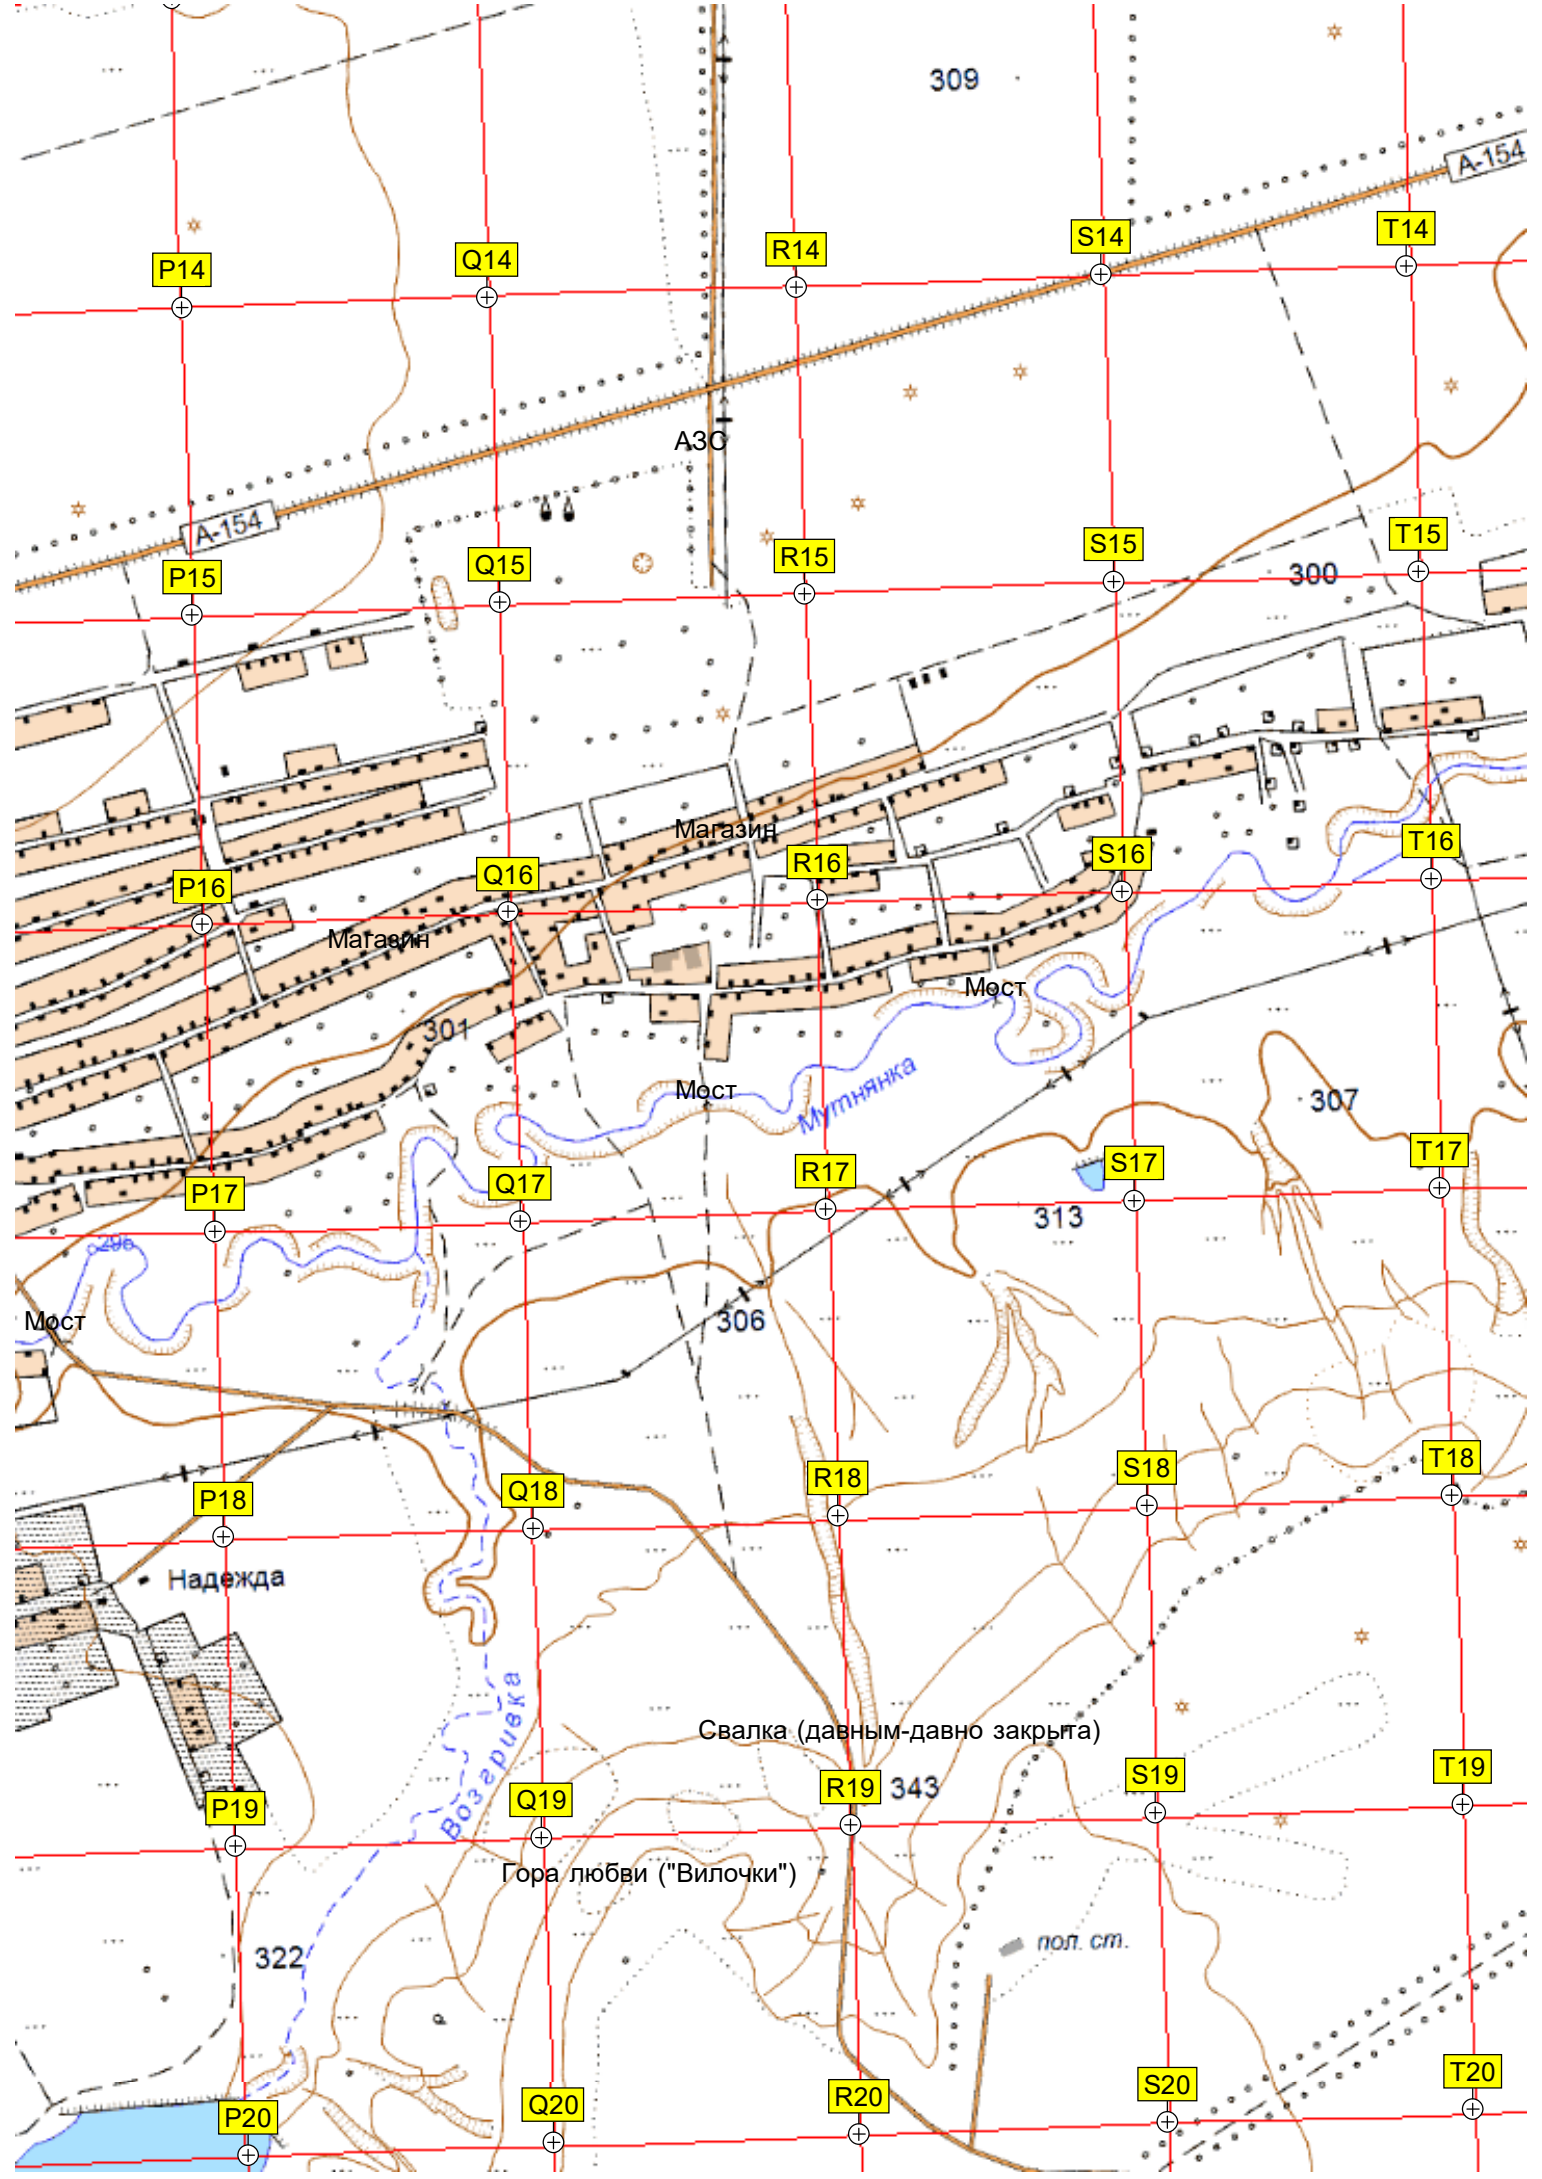 309
А-154
P14
Q14
R14
S14
T14
АЗС
А-154
P15
Q15
R15
S15
T15
300
Магазин
P16
Q16
R16
S16
T16
Магазин
301
Мост
Мост
Мутнянка
307
P17
Q17
R17
S17
T17
313
296
Мост
306
P18
Q18
R18
S18
T18
Надежда
Возгривка
Свалка (давным-давно закрыта)
P19
Q19
R19
343
S19
T19
Гора любви ("Вилочки")
322
пол. ст.
P20
Q20
R20
S20
T20